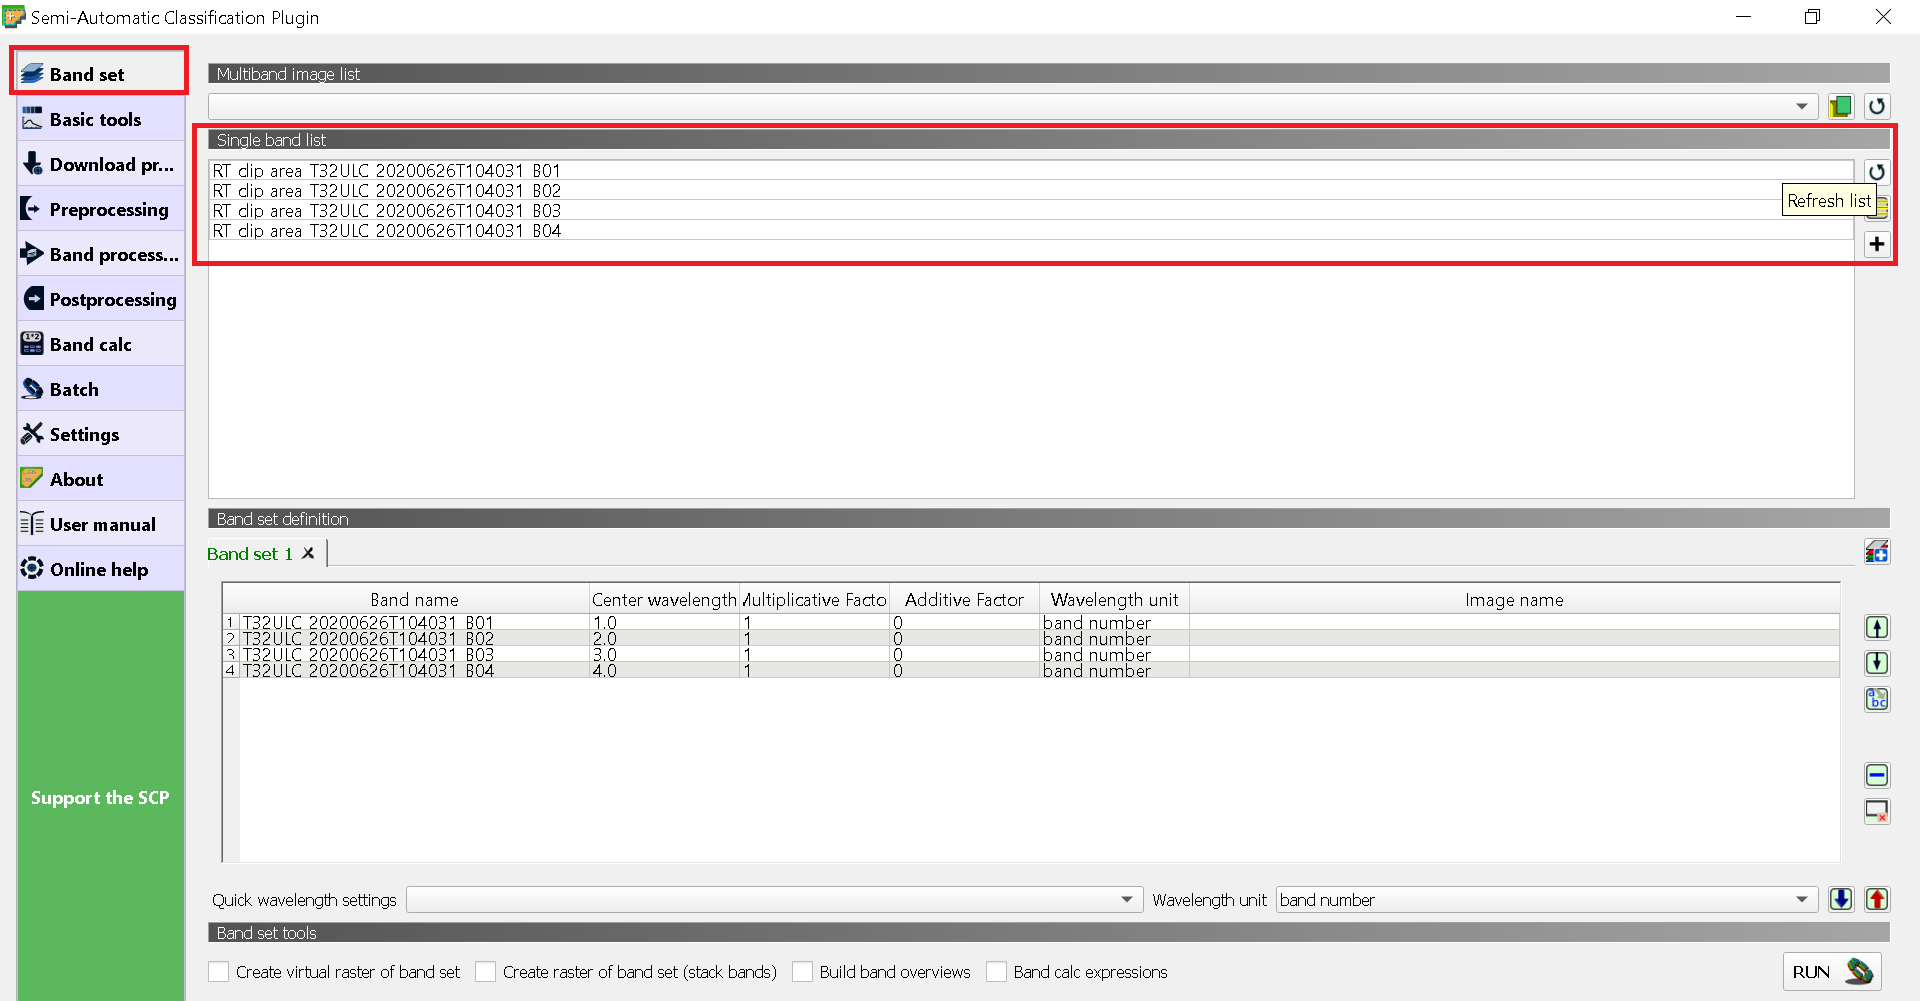 Semi-Automatic Classification Plugin
Band set
Basic tools
Download pr...
Preprocessing
Band process...
Postprocessing
Band calc
Batch
Settings
About
User manual
Online help
Support the SCP
Multiband image list
Single band list
RT clip area T32ULC 20200626T104031 B01
RT clip area T32ULC 20200626T104031 B02
RT clip area T32ULC 20200626T104031 B03
RT clip area T32ULC 20200626T104031 B04
Refresh list
Band set definition
Band set 1
Band name Center wavelength Multiplicative Facto Additive Factor Wavelength unit Image name
1 T32ULC 20200626T104031 B01 1.0 1 0 band number
2 T32ULC 20200626T104031 B02 2.0 1 0 band number
3 T32ULC 20200626T104031 B03 3.0 1 0 band number
4 T32ULC 20200626T104031 B04 4.0 1 0 band number
Quick wavelength settings Wavelength unit band number
Band set tools
Create virtual raster of band set Create raster of band set (stack bands) Build band overviews Band calc expressions RUN